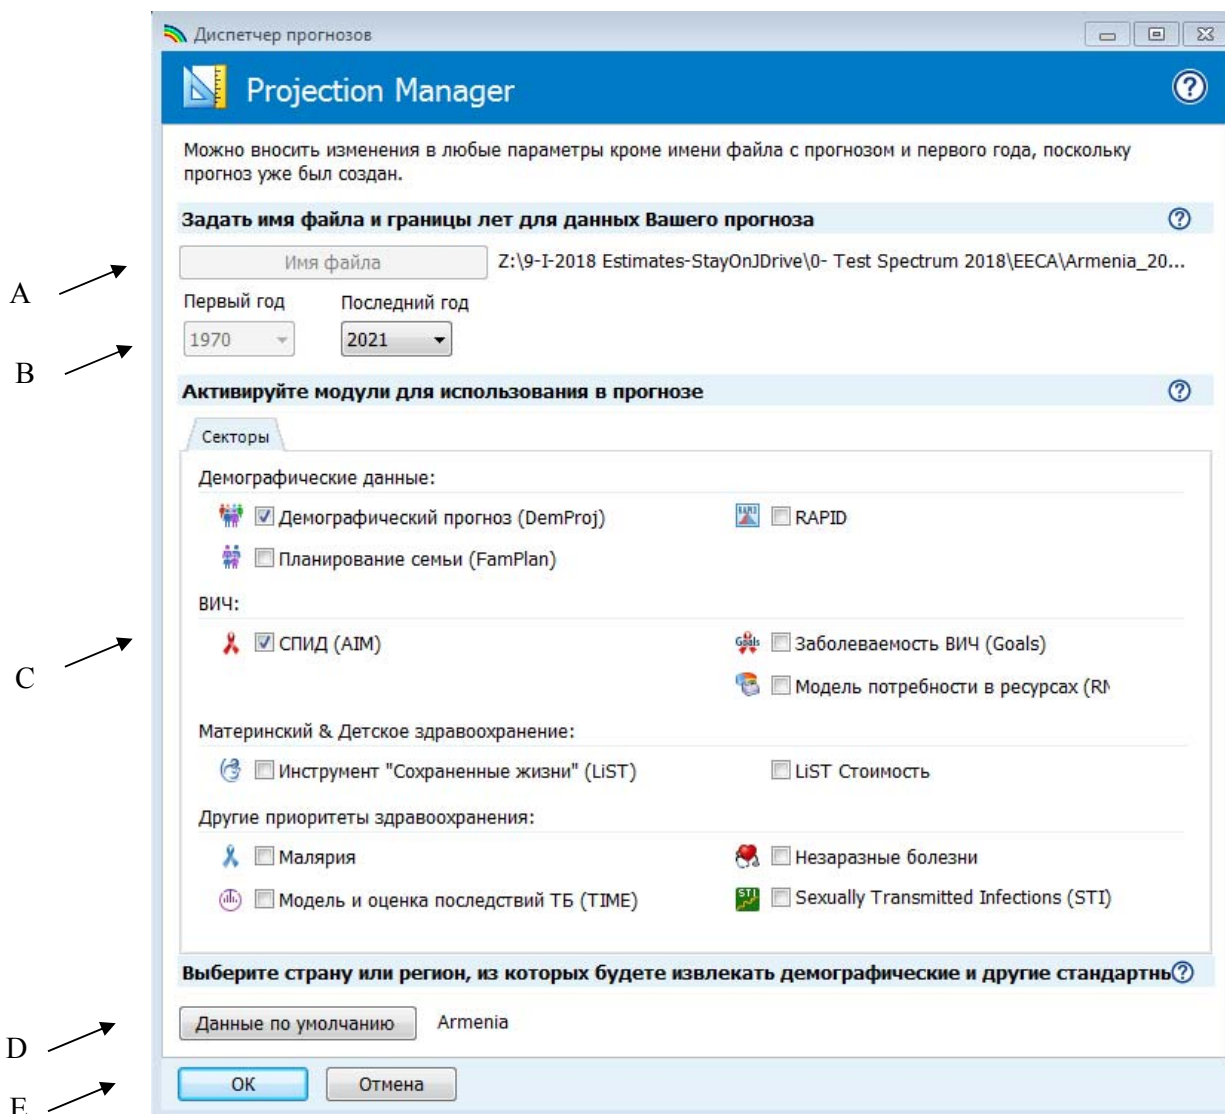 Диспетчер прогнозов
Projection Manager
Можно вносить изменения в любые параметры кроме имени файла с прогнозом и первого года, поскольку
прогноз уже был создан.
Задать имя файла и границы лет для данных Вашего прогноза
A
Имя файла Z:\9-I-2018 Estimates-StayOnJDrive\0- Test Spectrum 2018\EECA\Armenia_20...
Первый год Последний год
B
1970 2021
Активируйте модули для использования в прогнозе
Секторы
Демографические данные:
Демографический прогноз (DemProj) RAPID
Планирование семьи (FamPlan)
ВИЧ:
C
СПИД (AIM) Goals Заболеваемость ВИЧ (Goals)
Модель потребности в ресурсах (RN
Материнский & Детское здравоохранение:
Инструмент "Сохраненные жизни" (LiST) LiST Стоимость
Другие приоритеты здравоохранения:
Малярия Незаразные болезни
Модель и оценка последствий ТБ (TIME) STI Sexually Transmitted Infections (STI)
Выберите страну или регион, из которых будете извлекать демографические и другие стандартнь
D
Данные по умолчанию Armenia
E
OK Отмена